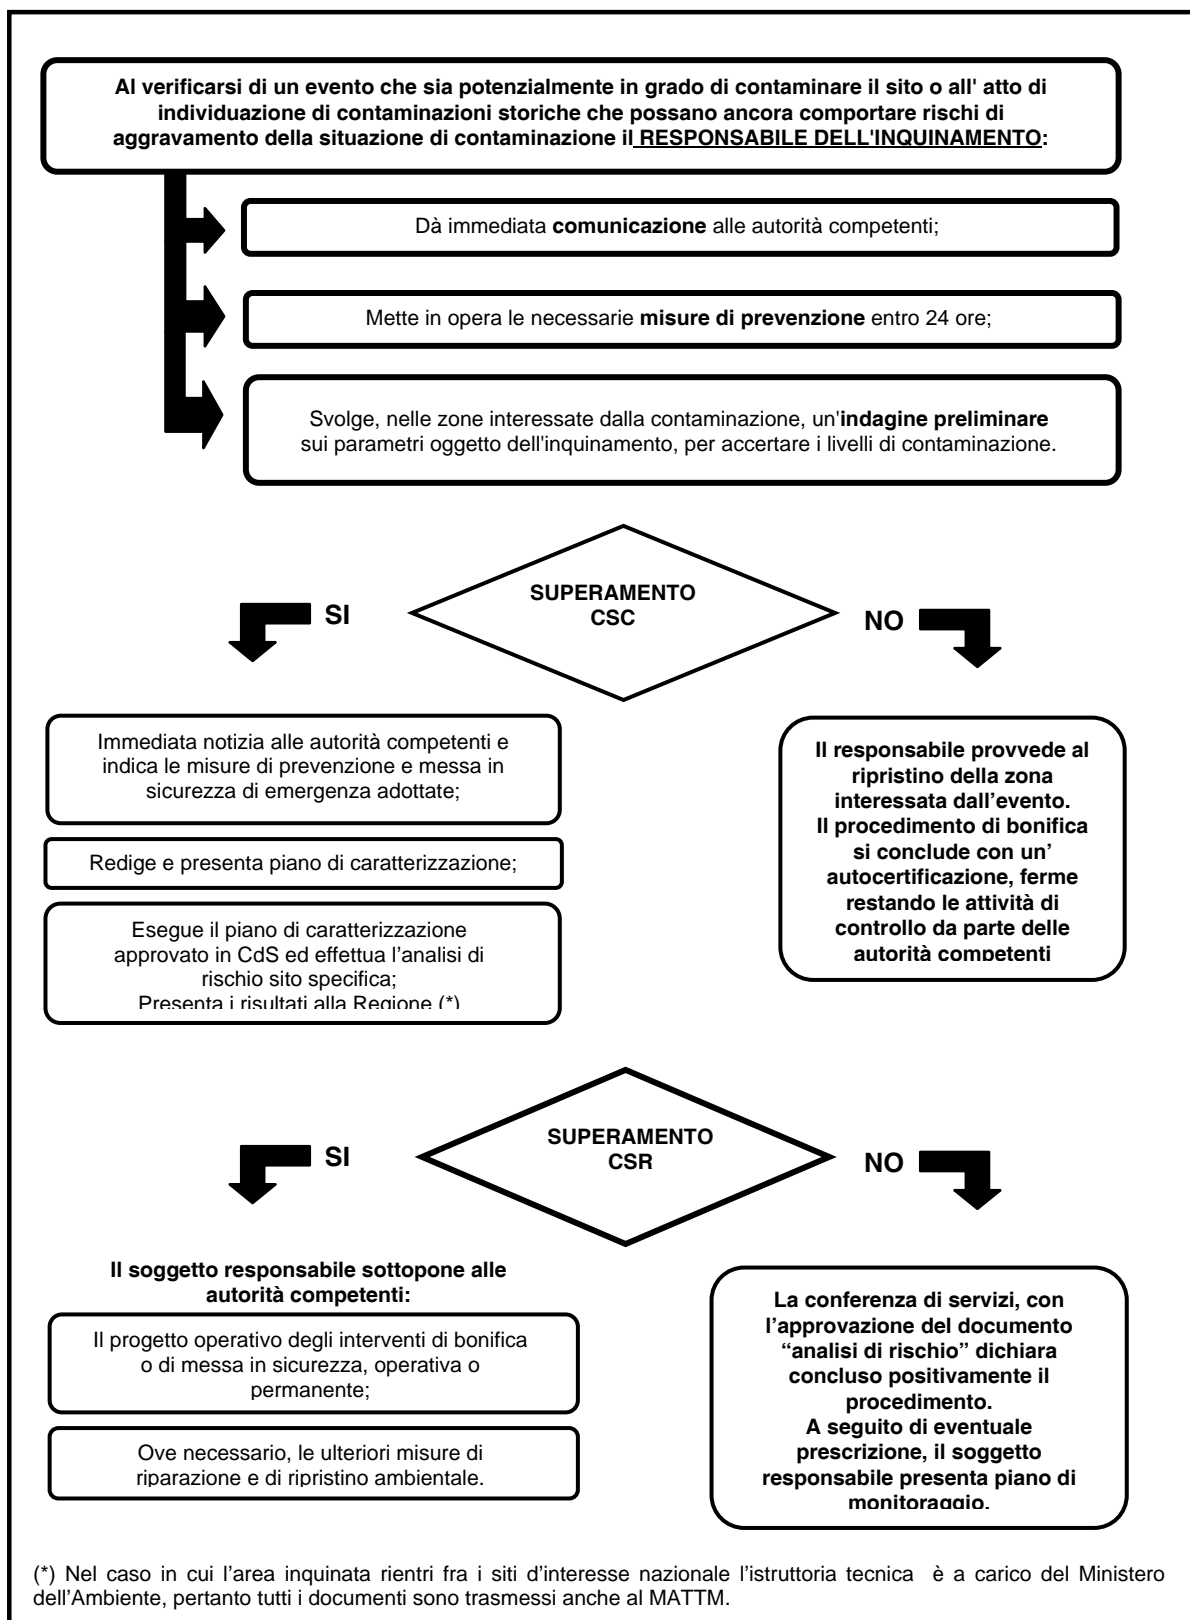 Al verificarsi di un evento che sia potenzialmente in grado di contaminare il sito o all' atto di
individuazione di contaminazioni storiche che possano ancora comportare rischi di
aggravamento della situazione di contaminazione il RESPONSABILE DELL'INQUINAMENTO:
Dà immediata comunicazione alle autorità competenti;
Mette in opera le necessarie misure di prevenzione entro 24 ore;
Svolge, nelle zone interessate dalla contaminazione, un'indagine preliminare
sui parametri oggetto dell'inquinamento, per accertare i livelli di contaminazione.
SUPERAMENTO
CSC
SI
NO
Immediata notizia alle autorità competenti e
indica le misure di prevenzione e messa in
sicurezza di emergenza adottate;
Redige e presenta piano di caratterizzazione;
Esegue il piano di caratterizzazione
approvato in CdS ed effettua l'analisi di
rischio sito specifica;
Presenta i risultati alla Regione (*)
Il responsabile provvede al
ripristino della zona
interessata dall'evento.
Il procedimento di bonifica
si conclude con un'
autocertificazione, ferme
restando le attività di
controllo da parte delle
autorità competenti
SUPERAMENTO
CSR
SI
NO
Il soggetto responsabile sottopone alle
autorità competenti:
Il progetto operativo degli interventi di bonifica
o di messa in sicurezza, operativa o
permanente;
Ove necessario, le ulteriori misure di
riparazione e di ripristino ambientale.
La conferenza di servizi, con
l'approvazione del documento
“analisi di rischio” dichiara
concluso positivamente il
procedimento.
A seguito di eventuale
prescrizione, il soggetto
responsabile presenta piano di
monitoraggio.
(*) Nel caso in cui l'area inquinata rientri fra i siti d'interesse nazionale l'istruttoria tecnica è a carico del Ministero
dell'Ambiente, pertanto tutti i documenti sono trasmessi anche al MATTM.